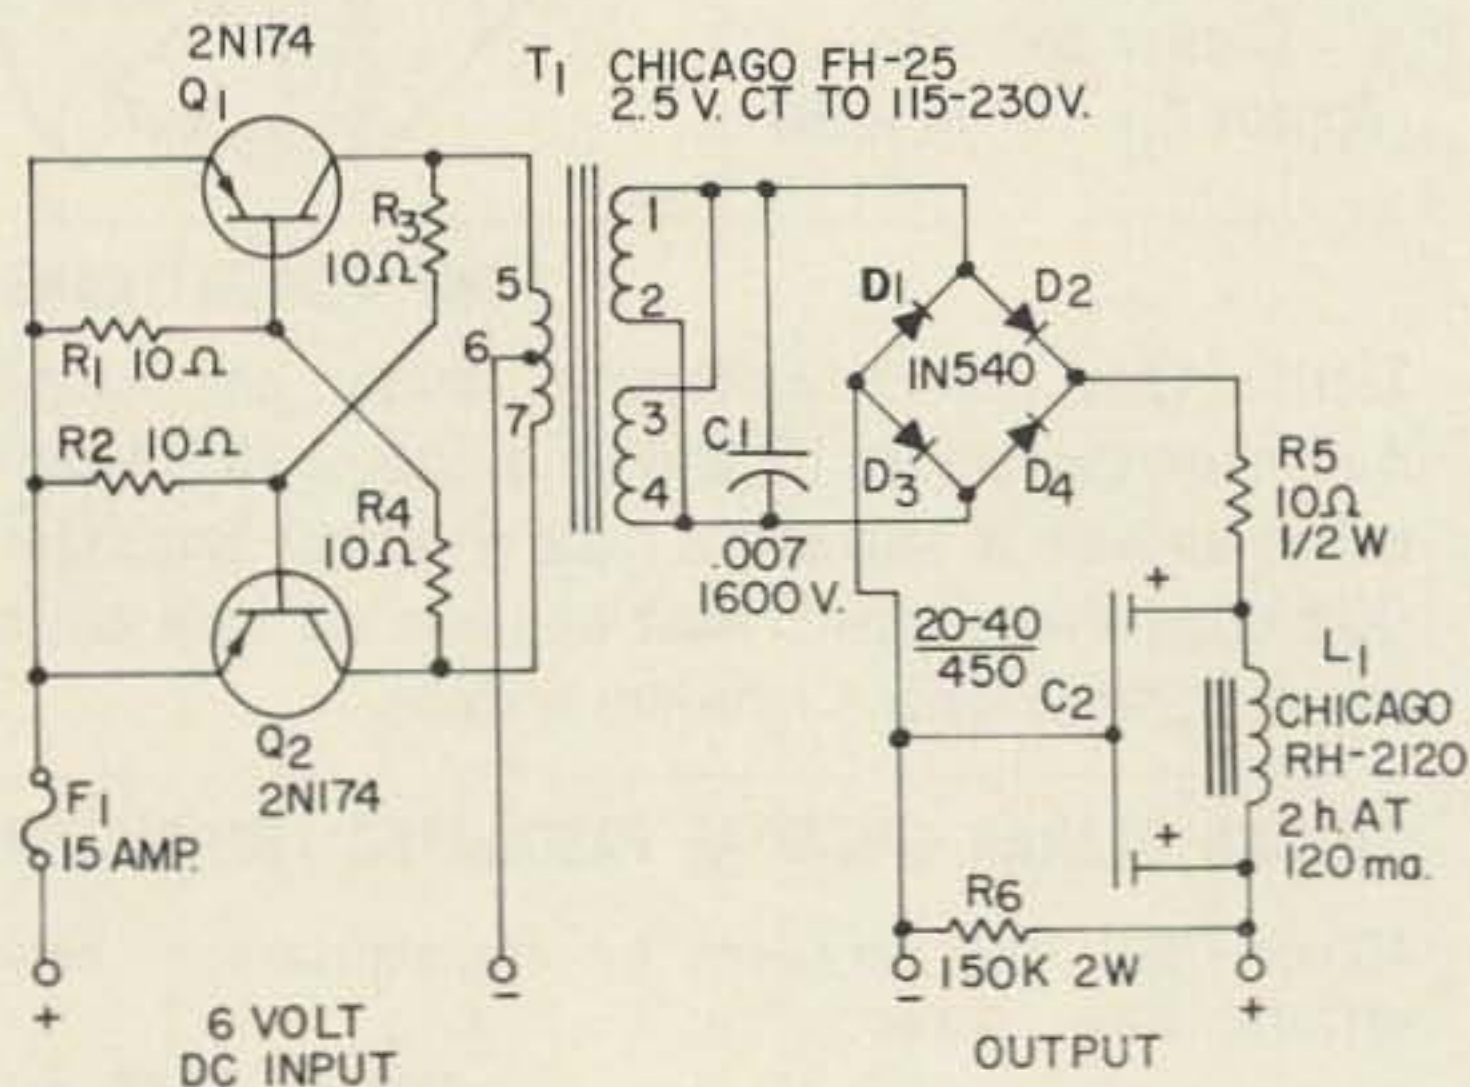 2N174
Q1
T1 CHICAGO FH-25
2.5 V. CT TO 115-230V.
R3
10Ω
5
6
7
1
2
3
4
R1 10Ω
R2 10Ω
R4
10Ω
D1
D2
IN540
D3
D4
C1
.007
1600 V.
R5
10Ω
1/2 W
+
20-40
450
C2
L1
CHICAGO
RH-2120
2 h. AT
120 ma.
+
Q2
2N174
F1
15 AMP.
R6
150K 2W
+
-
-
+
6 VOLT
DC INPUT
OUTPUT